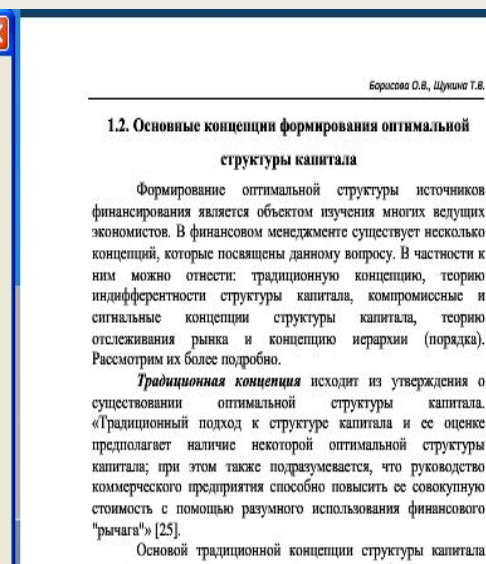 Борисова О.В., Щукина Т.В.
1.2. Основные концепции формирования оптимальной
структуры капитала
Формирование оптимальной структуры источников
финансирования является объектом изучения многих ведущих
экономистов. В финансовом менеджменте существует несколько
концепций, которые посвящены данному вопросу. В частности к
ним можно отнести: традиционную концепцию, теорию
индифферентности структуры капитала, компромиссные и
сигнальные концепции структуры капитала, теорию
отслеживания рынка и концепцию иерархии (порядка).
Рассмотрим их более подробно.
Традиционная концепция исходит из утверждения о
существовании оптимальной структуры капитала.
«Традиционный подход к структуре капитала и ее оценке
предполагает наличие некоторой оптимальной структуры
капитала; при этом также подразумевается, что руководство
коммерческого предприятия способно повысить ее совокупную
стоимость с помощью разумного использования финансового
"рычага"» [25].
Основой традиционной концепции структуры капитала